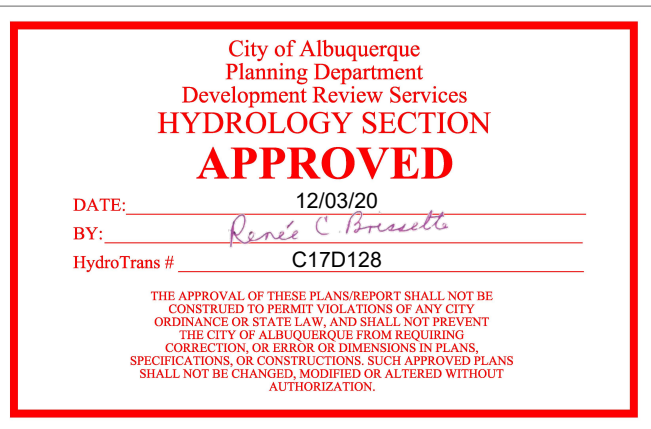 City of Albuquerque
Planning Department
Development Review Services
HYDROLOGY SECTION
APPROVED
DATE: 12/03/20
BY: Renée C. Brissette
HydroTrans # C17D128
THE APPROVAL OF THESE PLANS/REPORT SHALL NOT BE
CONSTRUED TO PERMIT VIOLATIONS OF ANY CITY
ORDINANCE OR STATE LAW, AND SHALL NOT PREVENT
THE CITY OF ALBUQUERQUE FROM REQUIRING
CORRECTION, OR ERROR OR DIMENSIONS IN PLANS,
SPECIFICATIONS, OR CONSTRUCTIONS. SUCH APPROVED PLANS
SHALL NOT BE CHANGED, MODIFIED OR ALTERED WITHOUT
AUTHORIZATION.